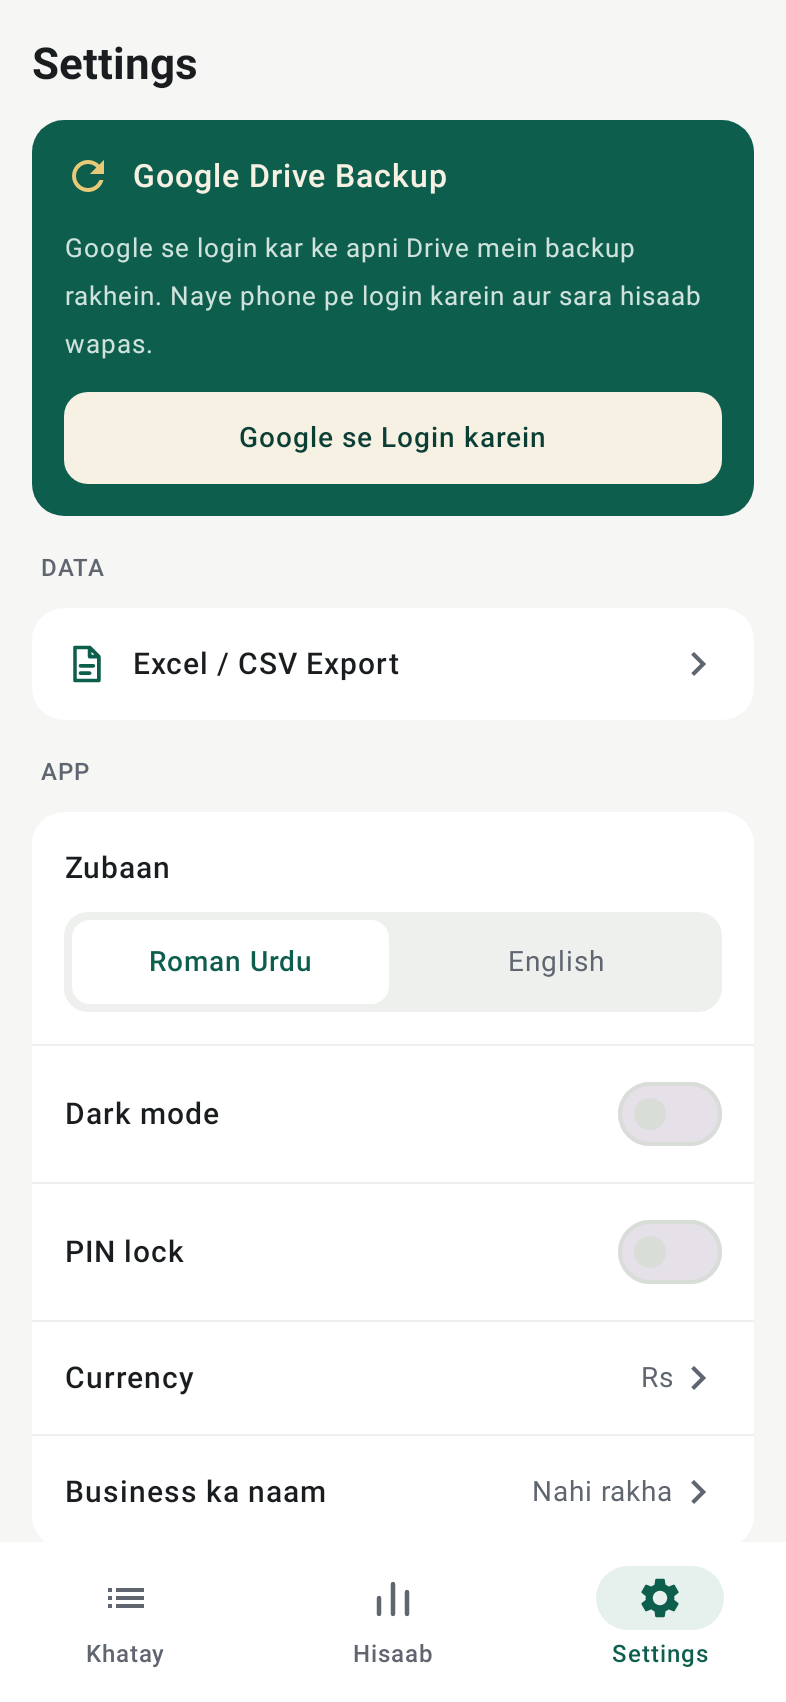 Settings
Google Drive Backup
Google se login kar ke apni Drive mein backup
rakhein. Naye phone pe login karein aur sara hisaab
wapas.
Google se Login karein
DATA
Excel / CSV Export
APP
Zubaan
Roman Urdu
English
Dark mode
PIN lock
Currency
Rs
Business ka naam
Nahi rakha
Khatay
Hisaab
Settings